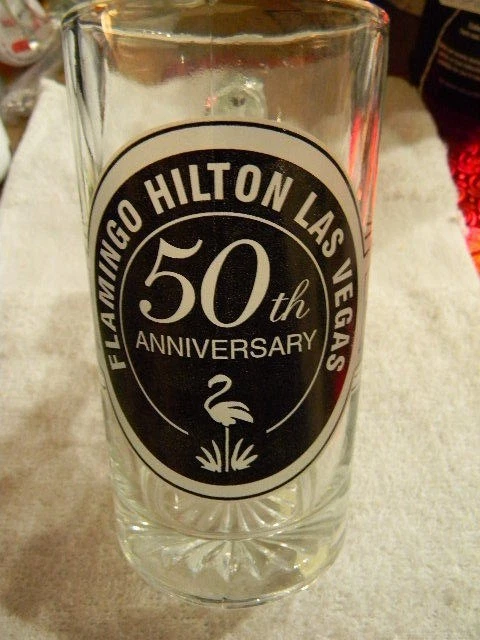 FLAMINGO HILTON LAS VEGAS
50th
ANNIVERSARY